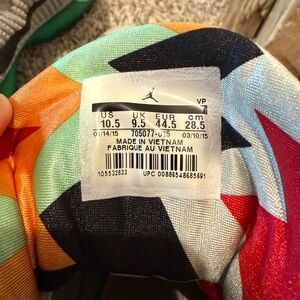 VP
US UK EUR cm
10.5 9.5 44.5 28.5
01/14/15 705077-015 03/10/15
MADE IN VIETNAM
FABRIQUE AU VIETNAM
105532833 UPC 00886548685691